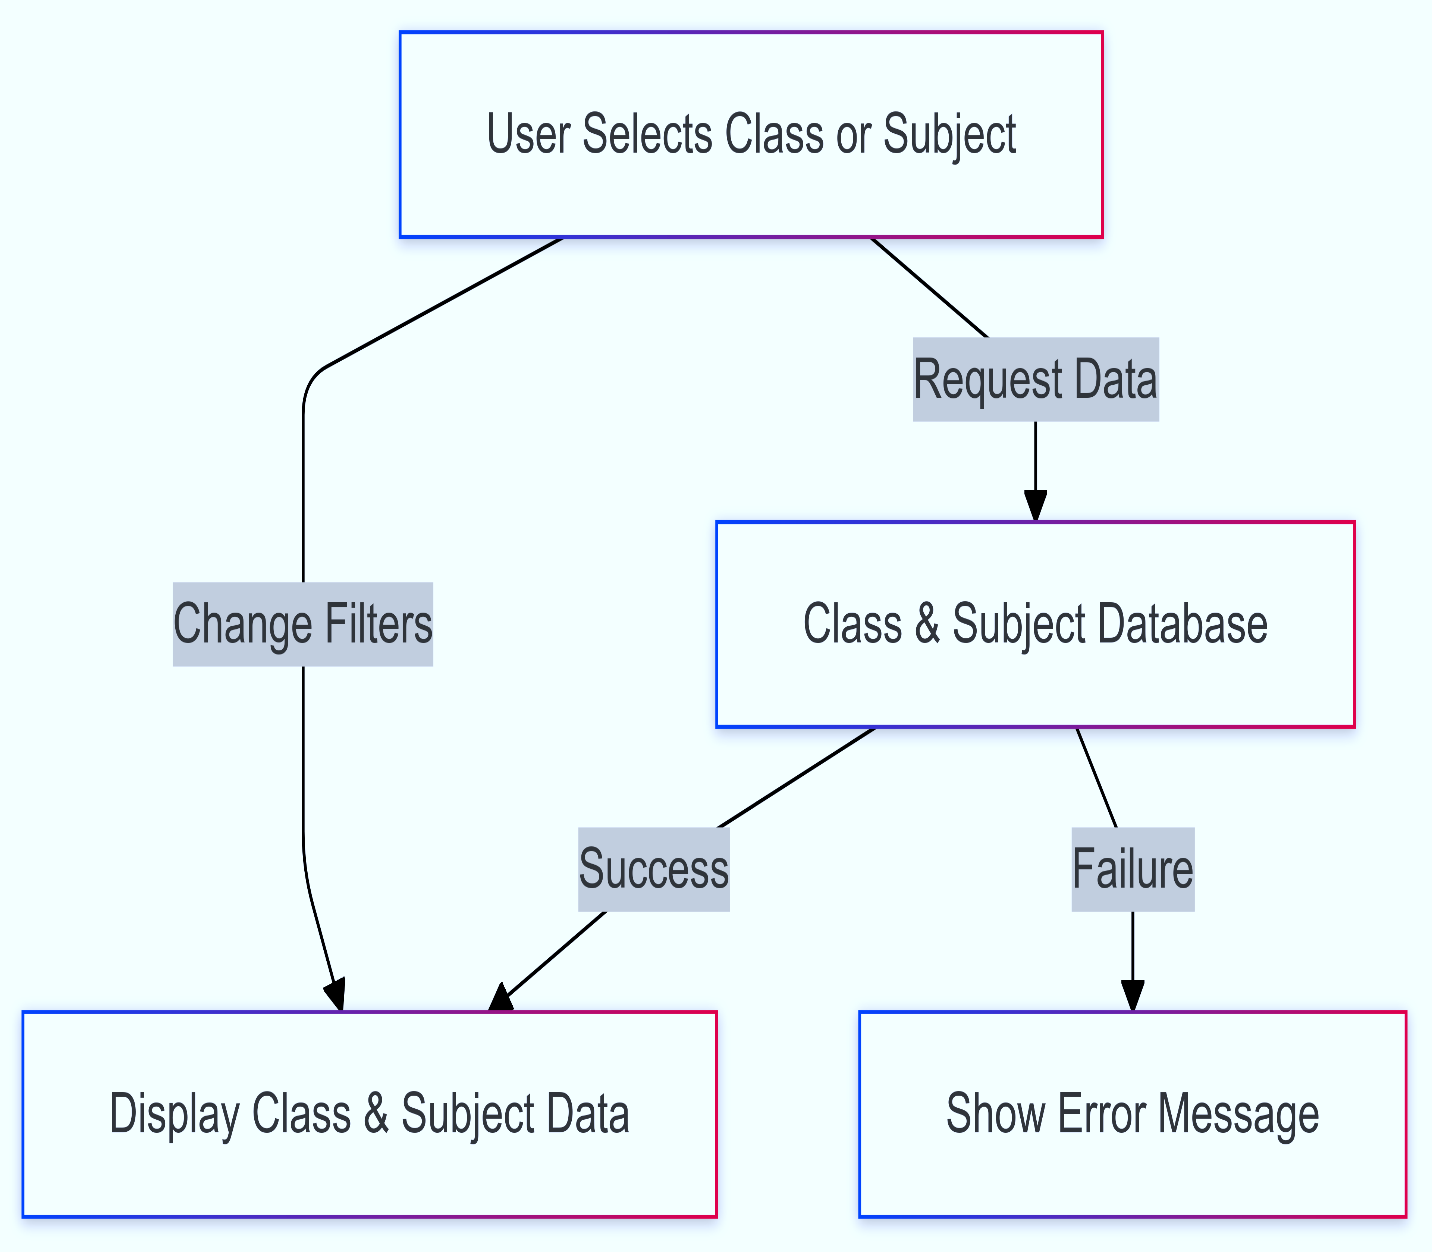 User Selects Class or Subject
Request Data
Change Filters
Class & Subject Database
Success
Failure
Display Class & Subject Data
Show Error Message